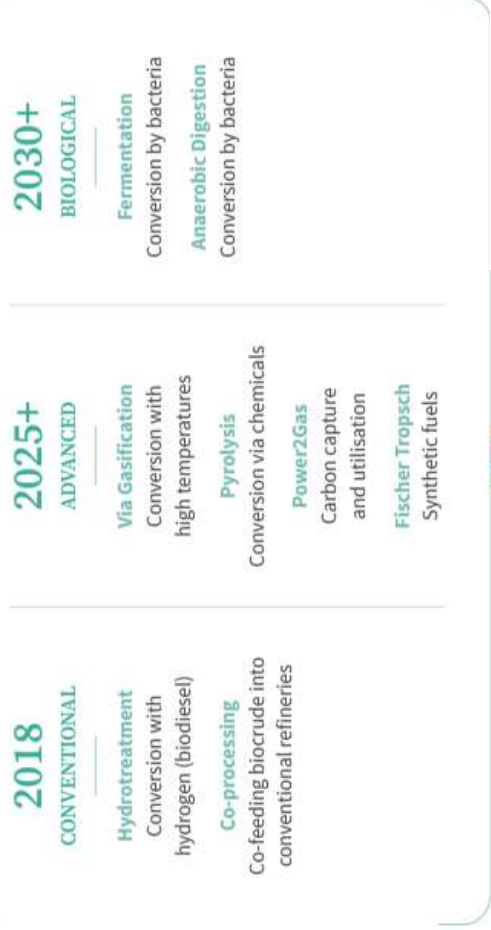 2018
CONVENTIONAL
Hydrotreatment
Conversion with
hydrogen (biodiesel)
Co-processing
Co-feeding biocrude into
conventional refineries
2025+
ADVANCED
Via Gasification
Conversion with
high temperatures
Pyrolysis
Conversion via chemicals
Power2Gas
Carbon capture
and utilisation
Fischer Tropsch
Synthetic fuels
2030+
BIOLOGICAL
Fermentation
Conversion by bacteria
Anaerobic Digestion
Conversion by bacteria